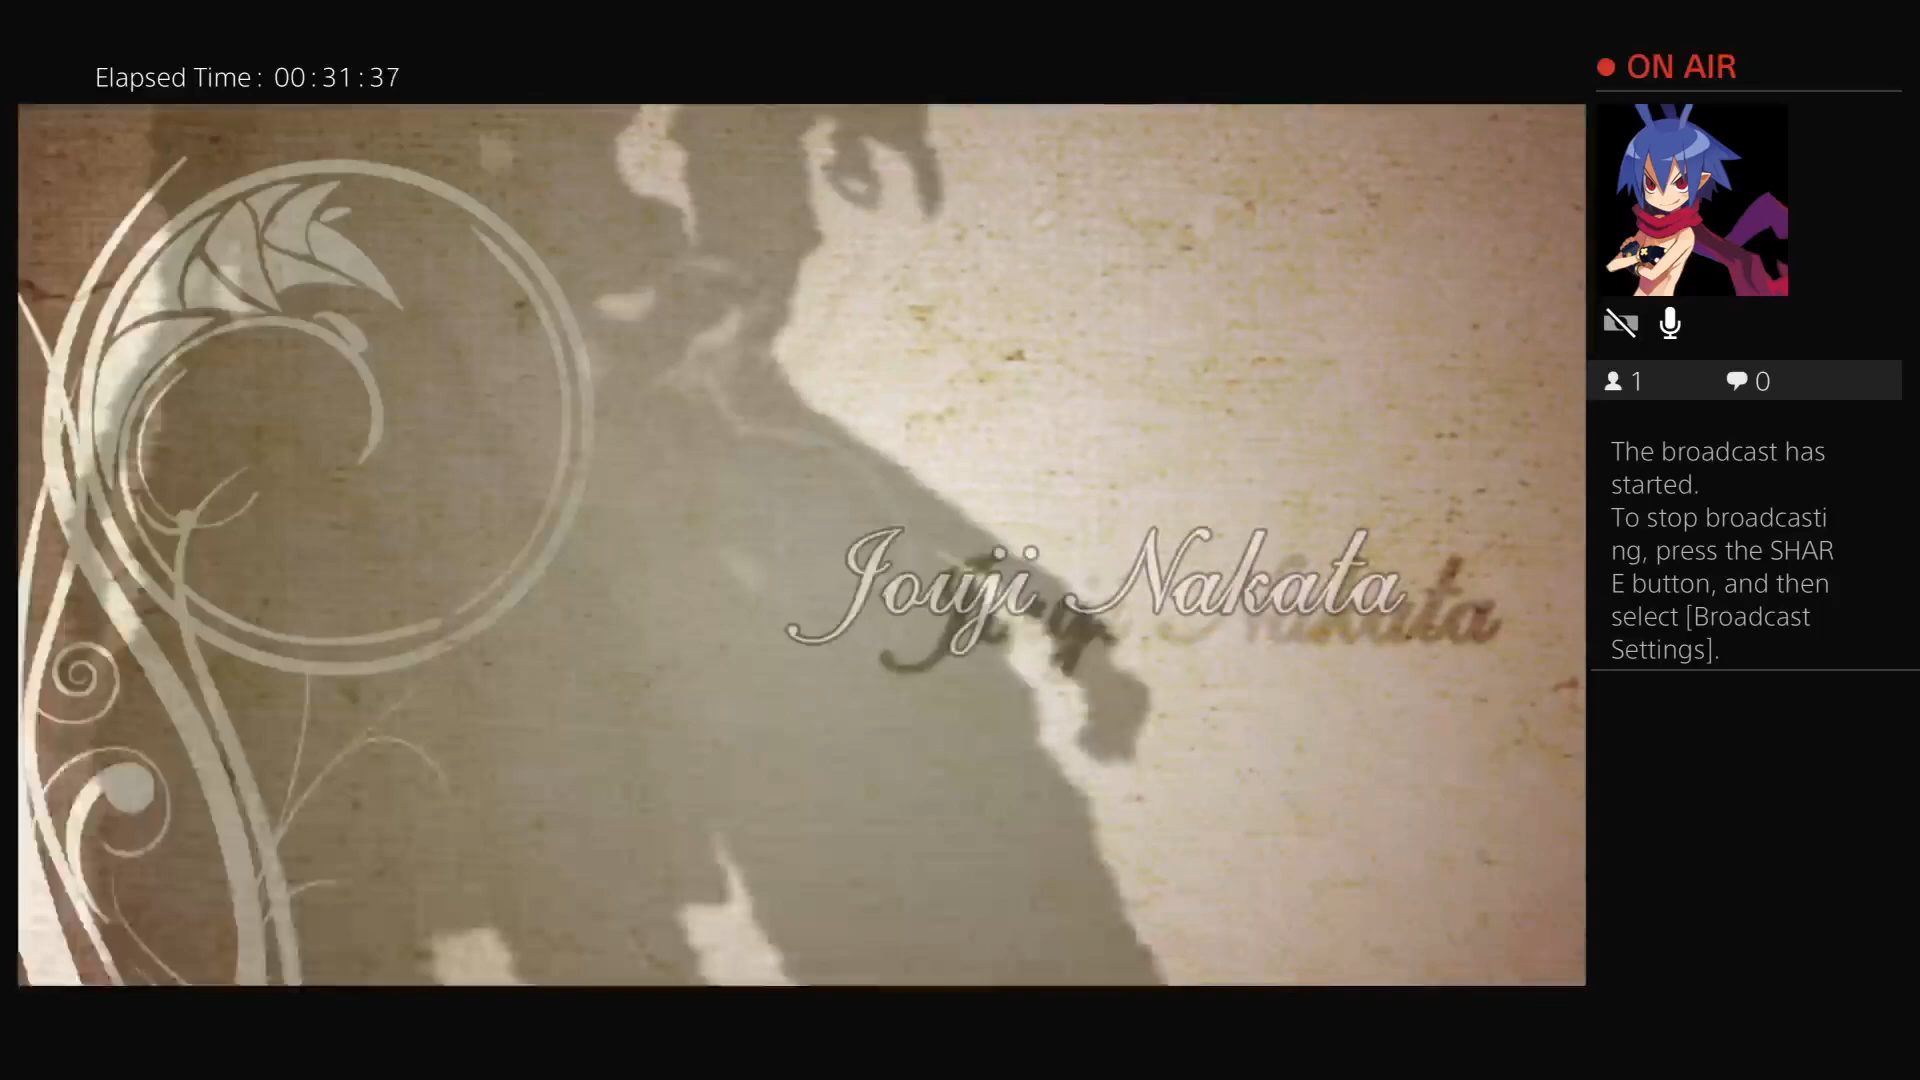 Elapsed Time: 00:31:37
ON AIR
1
0
The broadcast has
started.
To stop broadcasti
ng, press the SHAR
E button, and then
select [Broadcast
Settings].
Jouji Nakata